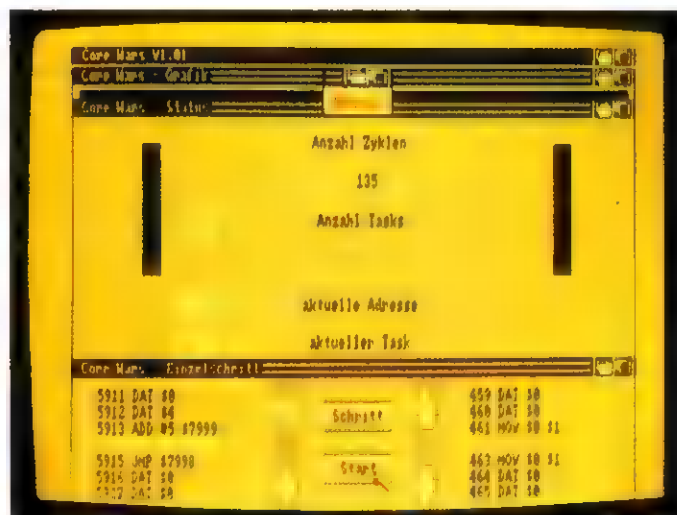 Core Wars V1.01
Core Wars - Grafik
Core Wars - Status
Anzahl Zyklen
135
Anzahl Tasks
aktuelle Adresse
aktueller Task
Core Wars - Einzelschritt
5911 DAT $0
5912 DAT $4
5913 ADD #5 $7999
5915 JMP $7998
5916 DAT $0
DAT $0
Schritt
Start
459 DAT $0
460 DAT $0
461 MOV $0 $1
463 MOV $0 $1
464 DAT $0
465 DAT $0